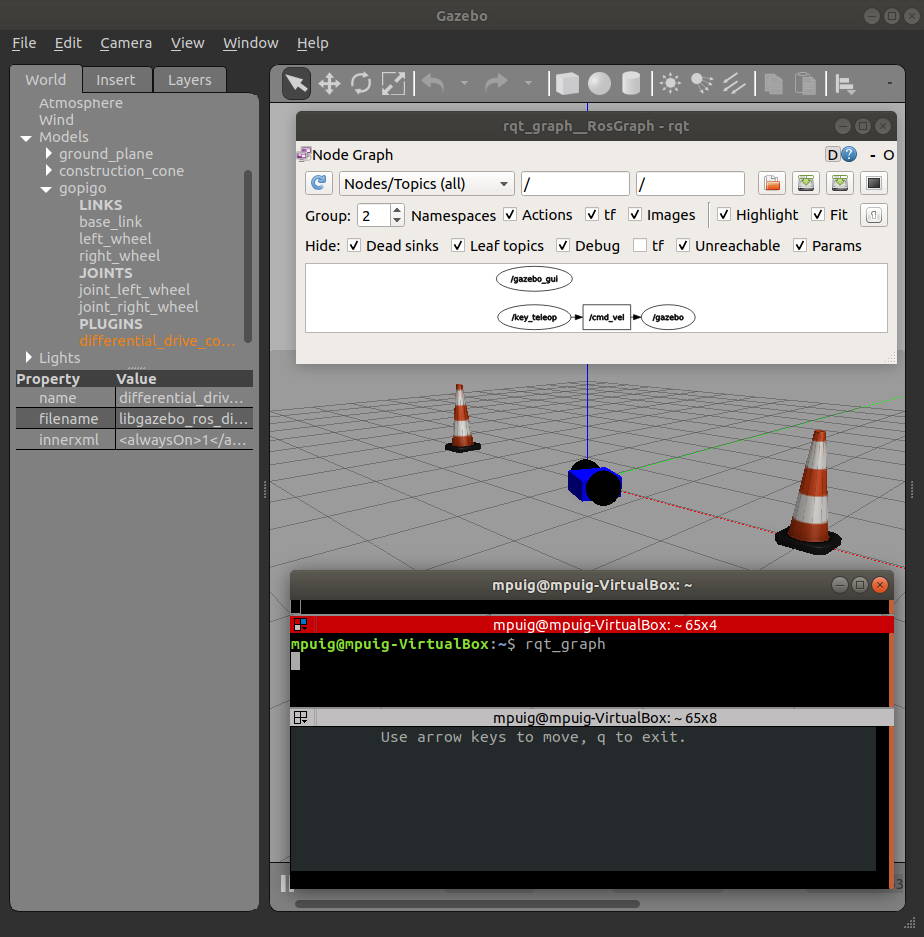 Gazebo
File Edit Camera View Window Help
World Insert Layers
Atmosphere
Wind
Models
ground_plane
construction_cone
gopigo
LINKS
base_link
left_wheel
right_wheel
JOINTS
joint_left_wheel
joint_right_wheel
PLUGINS
differential_drive_co…
Lights
Property Value
name differential_driv…
filename libgazebo_ros_di…
innerxml <alwaysOn>1</a…
rqt_graph__RosGraph - rqt
Node Graph
D ? - O
Nodes/Topics (all) / /
Group: 2 Namespaces Actions tf Images Highlight Fit
Hide: Dead sinks Leaf topics Debug tf Unreachable Params
/gazebo_gui
/key_teleop /cmd_vel /gazebo
mpuig@mpuig-VirtualBox: ~
mpuig@mpuig-VirtualBox: ~ 65x4
mpuig@mpuig-VirtualBox:~$ rqt_graph
mpuig@mpuig-VirtualBox: ~ 65x8
Use arrow keys to move, q to exit.
3